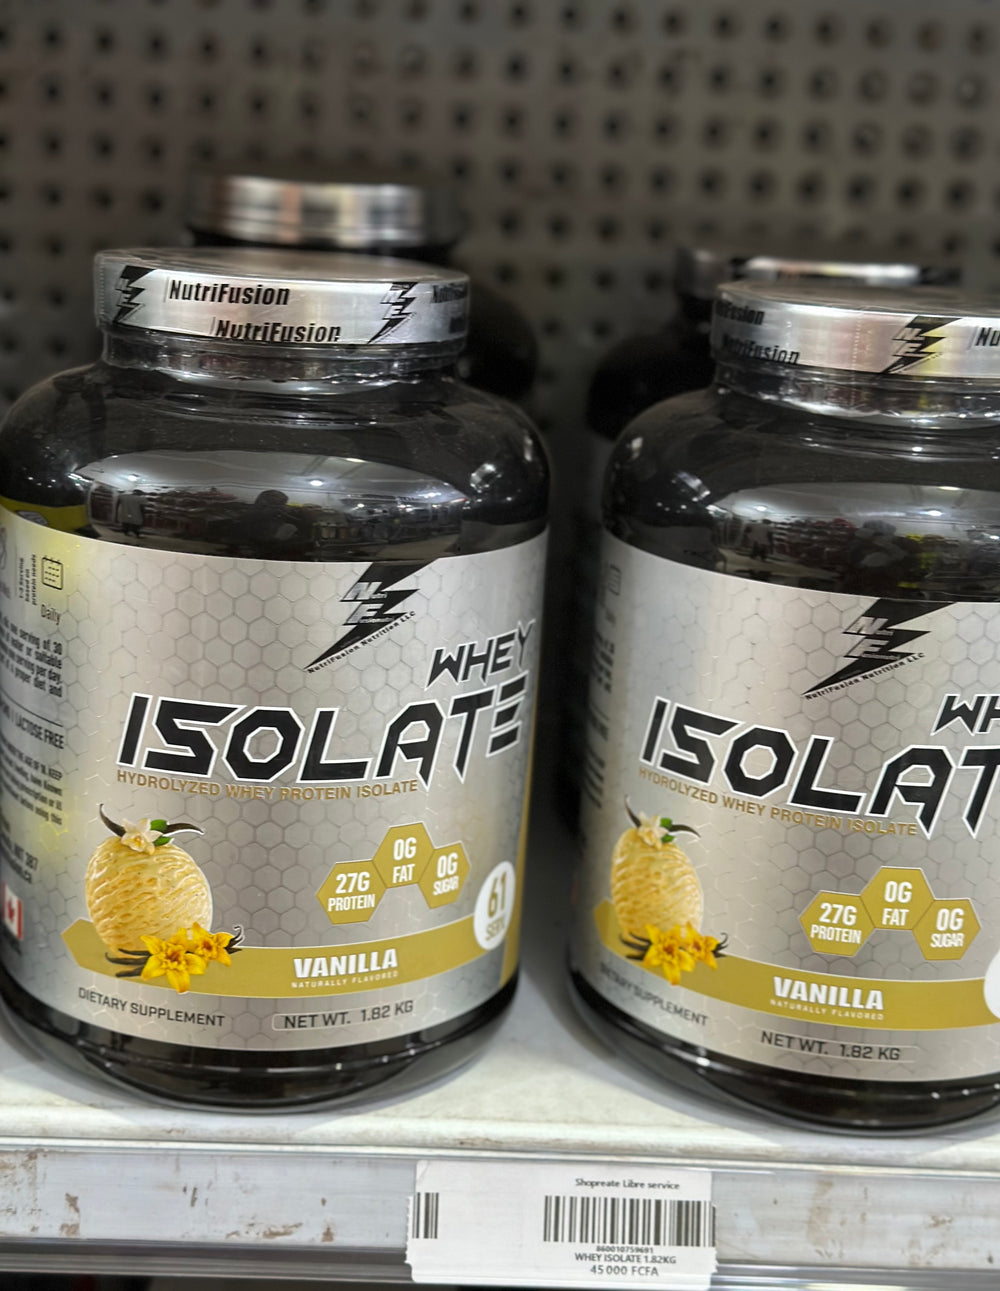 NutriFusion
NutriFusion
NutriFusion Nutrition LLC
WHEY
ISOLATE
HYDROLYZED WHEY PROTEIN ISOLATE
27G
PROTEIN
0G
FAT
0G
SUGAR
61
VANILLA
NATURALLY FLAVORED
DIETARY SUPPLEMENT
NET WT. 1.82 KG
Daily
LACTOSE FREE
NutriFusion Nutrition LLC
ISOLAT
HYDROLYZED WHEY PROTEIN ISOLATE
27G
PROTEIN
0G
FAT
0G
SUGAR
VANILLA
NATURALLY FLAVORED
DIETARY SUPPLEMENT
NET WT. 1.82 KG
Shopreate Libre service
860010759691
WHEY ISOLATE 1.82KG
45 000 FCFA